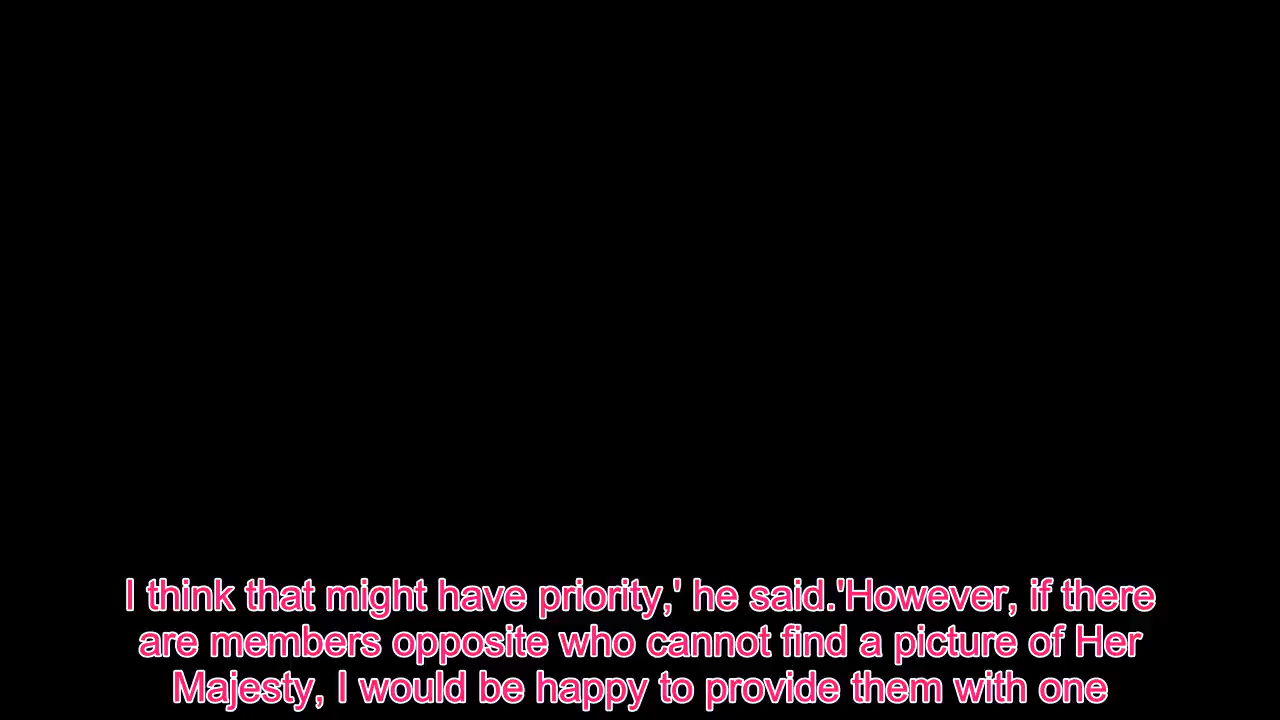 I think that might have priority,' he said.'However, if there
are members opposite who cannot find a picture of Her
Majesty, I would be happy to provide them with one